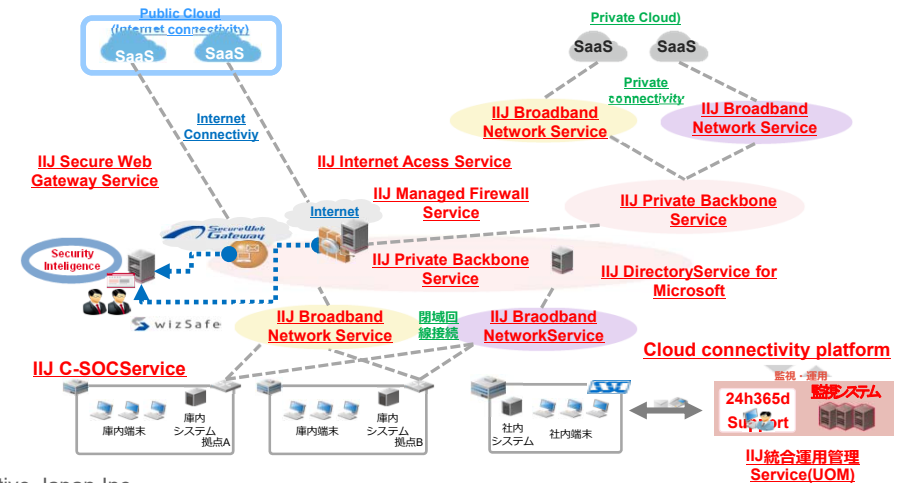 Public Cloud
(Internet connectivity)
SaaS
SaaS
Private Cloud)
SaaS
SaaS
Private
connectivity
IIJ Broadband
Network Service
IIJ Broadband
Network Service
Internet
Connectiviy
IIJ Secure Web
Gateway Service
IIJ Internet Acess Service
IIJ Managed Firewall
Service
IIJ Private Backbone
Service
Internet
SecureWeb
Gateway
Security
Inteligence
IIJ Private Backbone
Service
IIJ DirectoryService for
Microsoft
wizSafe
IIJ Broadband
Network Service
閉域回
線接続
IIJ Braodband
NetworkService
Cloud connectivity platform
IIJ C-SOCService
監視・運用
SSC
24h365d
Support
監視システム
庫内端末
庫内
システム
拠点A
庫内端末
庫内
システム
拠点B
社内
システム
社内端末
IIJ統合運用管理
Service(UOM)
tive Japan Inc